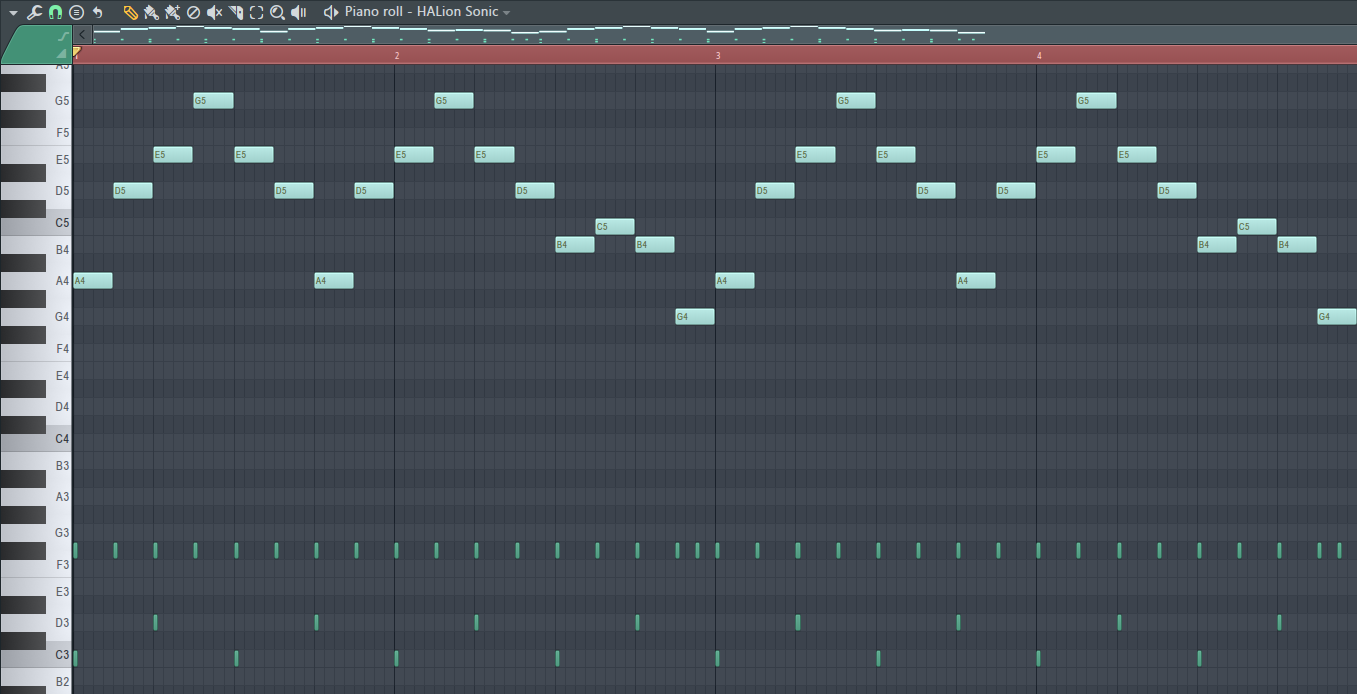 Piano roll - HALion Sonic
1 2 3 4
A5
G5 G5 G5 G5 G5
F5
E5 E5 E5 E5 E5 E5 E5 E5 E5
D5 D5 D5 D5 D5 D5 D5 D5 D5
C5 C5 C5
B4 B4 B4 B4 B4
A4 A4 A4 A4 A4
G4 G4 G4
F4
E4
D4
C4
B3
A3
G3
F3
E3
D3
C3
B2